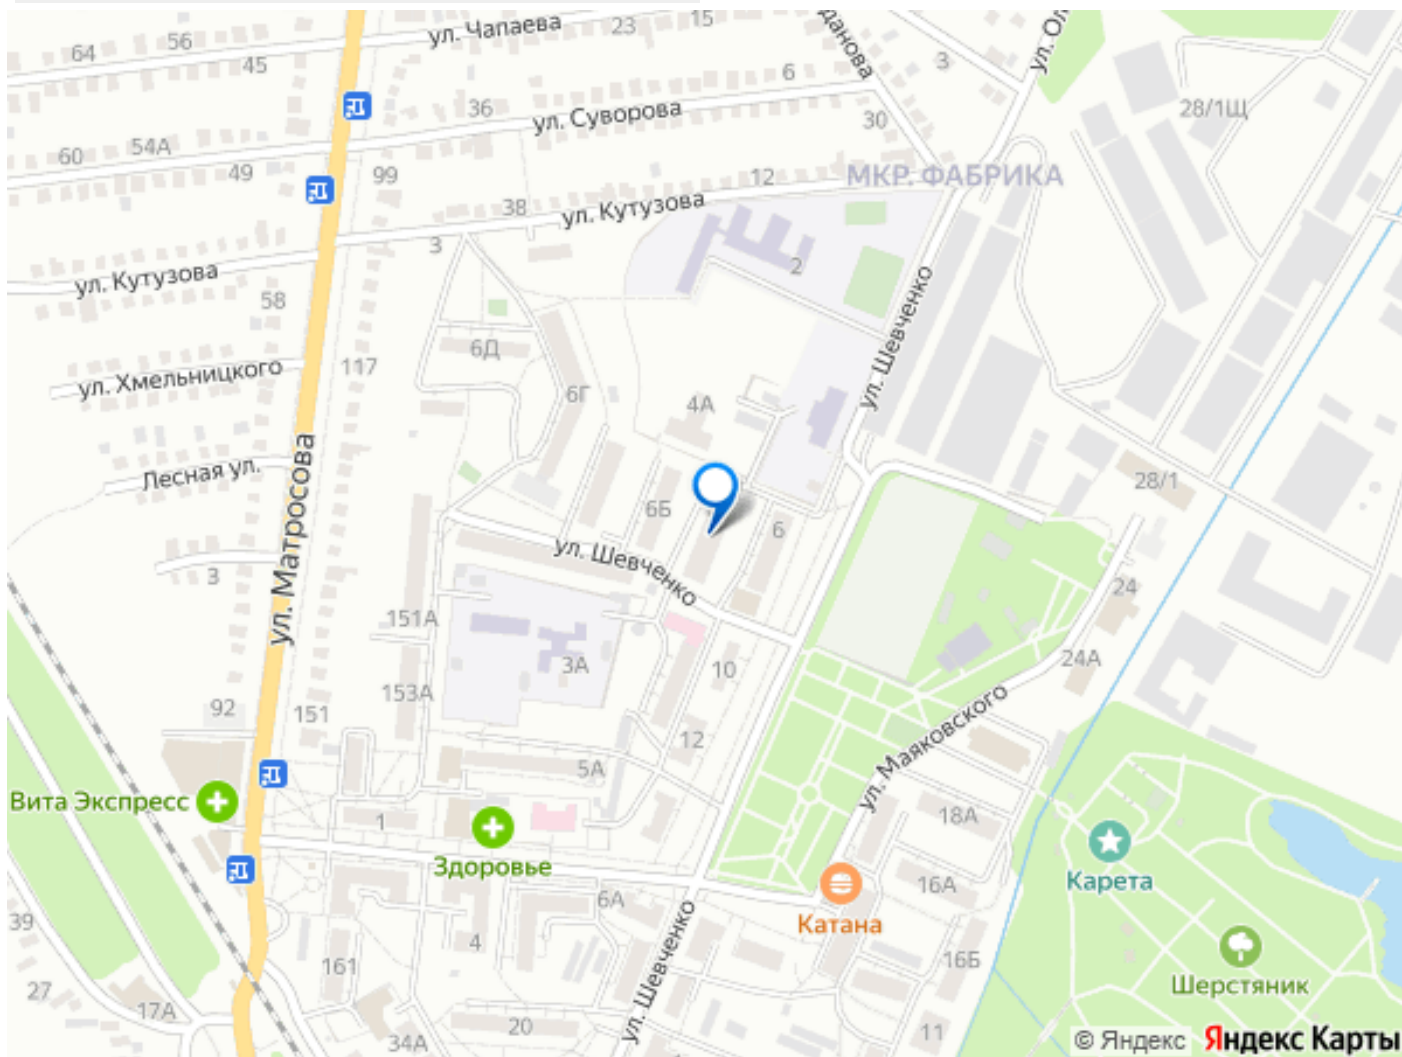 ул. Чапаева
23
15
64
56
45
данова
3
ул. Ол
6
36
ул. Суворова
28/1Щ
30
60
54А
49
99
12
МКР. ФАБРИКА
38
ул. Кутузова
3
2
ул. Кутузова
58
ул. Шевченко
6Д
117
ул. Хмельницкого
6Г
4А
Лесная ул.
ул. Матросова
28/1
6Б
6
ул. Шевченко
3
24
151А
3А
10
24А
153А
92
151
12
ул. Маяковского
5А
Вита Экспресс
1
18А
Здоровье
Карета
16А
6А
Катана
39
4
ул. Шевченко
161
16Б
27
Шерстяник
17А
20
11
34А
© Яндекс Яндекс Карты